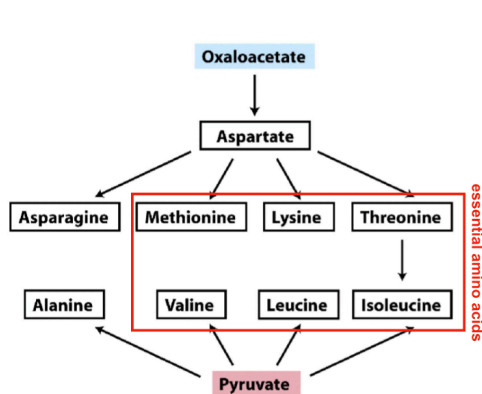 Oxaloacetate
Aspartate
Asparagine
Methionine
Lysine
Threonine
essential amino acids
Alanine
Valine
Leucine
Isoleucine
Pyruvate